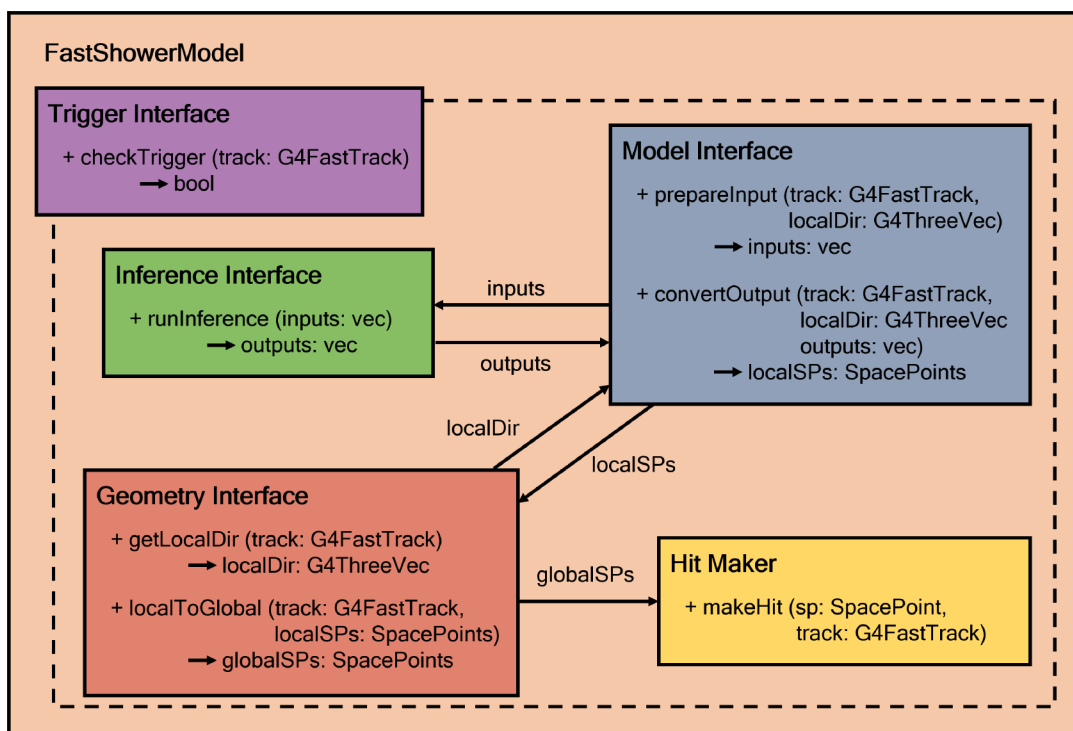 FastShowerModel
Trigger Interface
+ checkTrigger (track: G4FastTrack)
→ bool
Model Interface
+ prepareInput (track: G4FastTrack,
localDir: G4ThreeVec)
→ inputs: vec
+ convertOutput (track: G4FastTrack,
localDir: G4ThreeVec
outputs: vec)
→ localSPs: SpacePoints
Inference Interface
+ runInference (inputs: vec)
→ outputs: vec
inputs
outputs
localDir
localSPs
Geometry Interface
+ getLocalDir (track: G4FastTrack)
→ localDir: G4ThreeVec
+ localToGlobal (track: G4FastTrack,
localSPs: SpacePoints)
→ globalSPs: SpacePoints
globalSPs
Hit Maker
+ makeHit (sp: SpacePoint,
track: G4FastTrack)